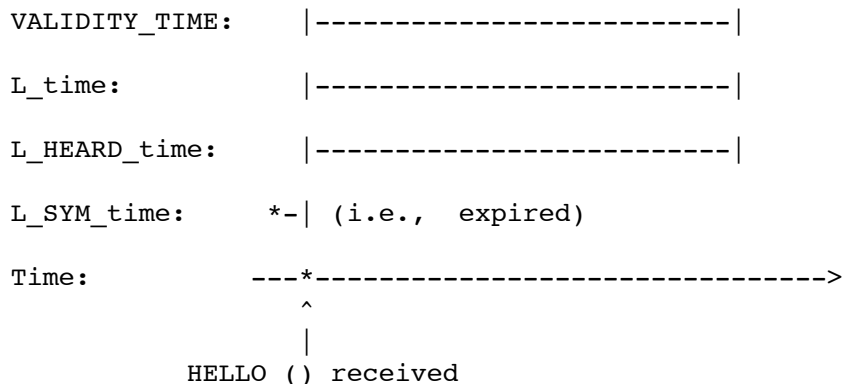 VALIDITY_TIME:    |--------------------------|
L_time:           |--------------------------|
L_HEARD_time:     |--------------------------|
L_SYM_time:     *-| (i.e., expired)
Time:          ---*-------------------------------->
                  ^
                  |
           HELLO () received